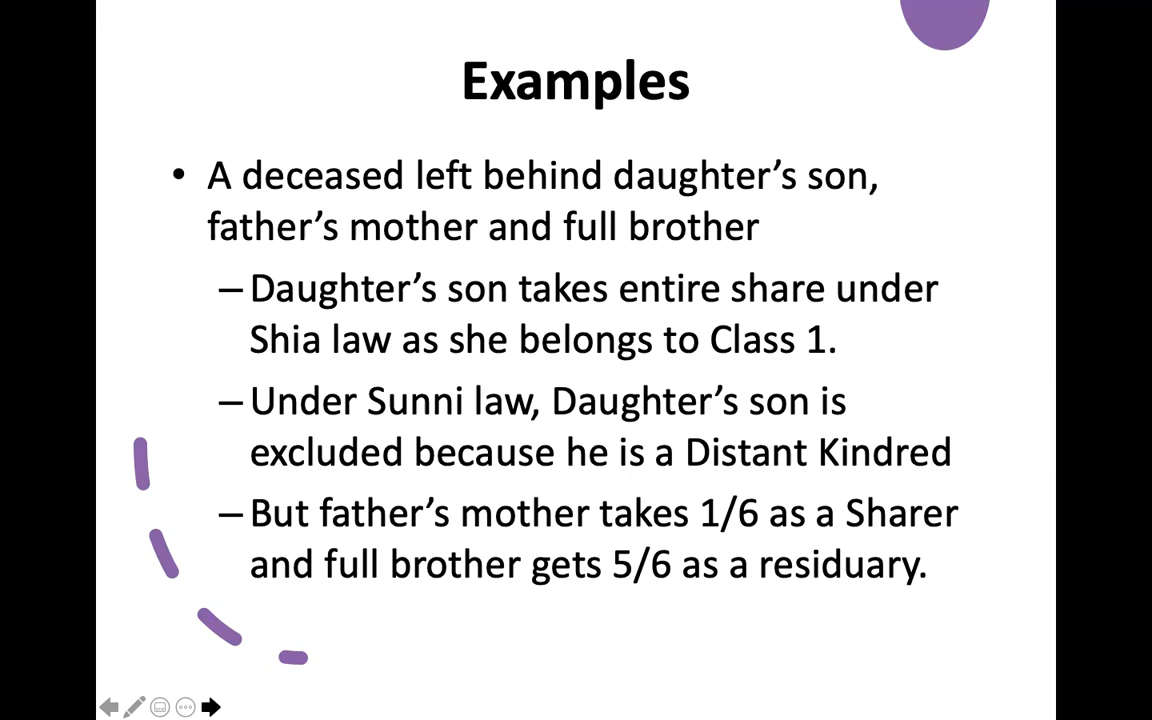 Examples
• A deceased left behind daughter’s son,
father’s mother and full brother
– Daughter’s son takes entire share under
Shia law as she belongs to Class 1.
– Under Sunni law, Daughter’s son is
excluded because he is a Distant Kindred
– But father’s mother takes 1/6 as a Sharer
and full brother gets 5/6 as a residuary.